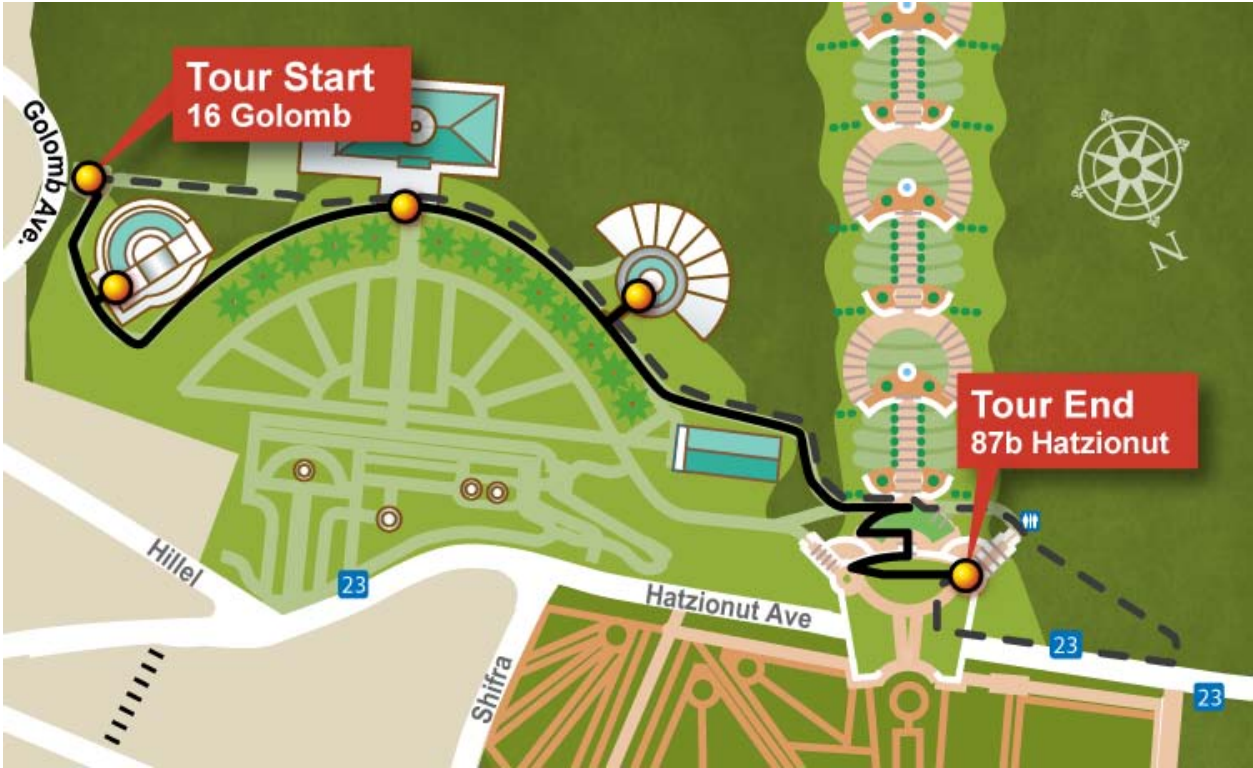 Tour Start
16 Golomb
Golomb Ave.
N
Tour End
87b Hatzionut
Hillel
23
Hatzionut Ave
23
Shifra
23